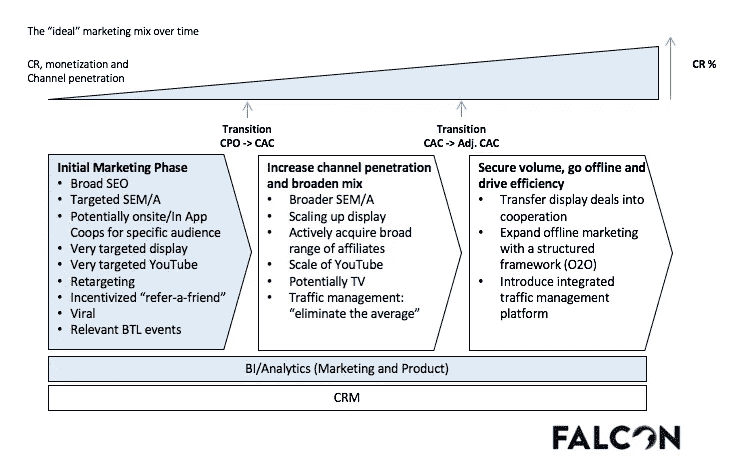 The “ideal” marketing mix over time
CR, monetization and
Channel penetration
CR %
Transition
CPO -> CAC
Transition
CAC -> Adj. CAC
Initial Marketing Phase
• Broad SEO
• Targeted SEM/A
• Potentially onsite/In App
Coops for specific audience
• Very targeted display
• Very targeted YouTube
• Retargeting
• Incentivized “refer-a-friend”
• Viral
• Relevant BTL events
Increase channel penetration
and broaden mix
• Broader SEM/A
• Scaling up display
• Actively acquire broad
range of affiliates
• Scale of YouTube
• Potentially TV
• Traffic management:
“eliminate the average”
Secure volume, go offline and
drive efficiency
• Transfer display deals into
cooperation
• Expand offline marketing
with a structured
framework (O2O)
• Introduce integrated
traffic management
platform
BI/Analytics (Marketing and Product)
CRM
FALCON